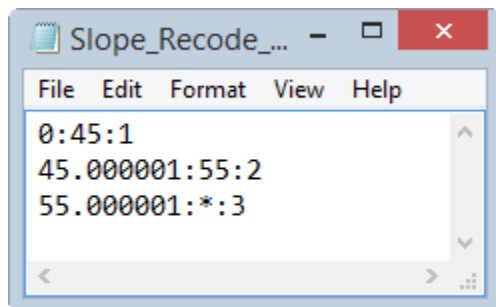 Slope_Recode_...
File Edit Format View Help
0:45:1
45.000001:55:2
55.000001:*:3